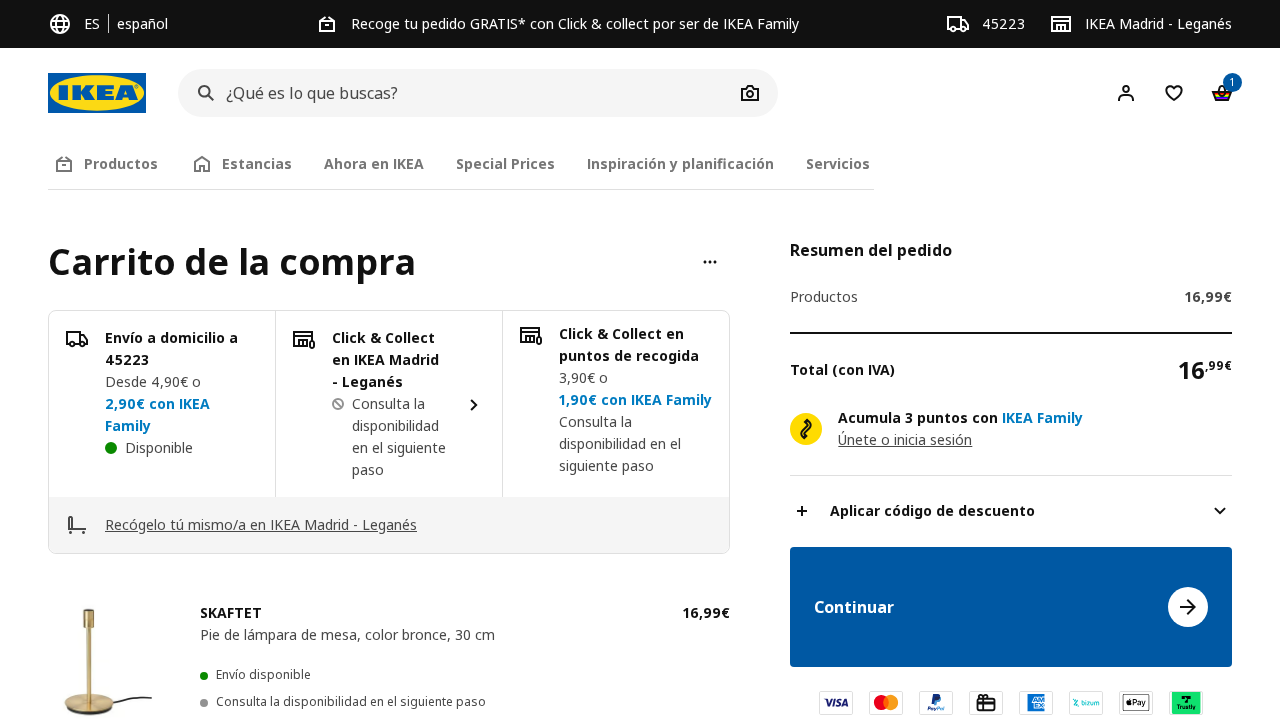 ES español
Recoge tu pedido GRATIS* con Click & collect por ser de IKEA Family
45223
IKEA Madrid - Leganés
IKEA
¿Qué es lo que buscas?
1
Productos
Estancias
Ahora en IKEA
Special Prices
Inspiración y planificación
Servicios
Carrito de la compra
Envío a domicilio a
45223
Desde 4,90€ o
2,90€ con IKEA
Family
Disponible
Click & Collect
en IKEA Madrid
- Leganés
Consulta la
disponibilidad
en el siguiente
paso
Click & Collect en
puntos de recogida
3,90€ o
1,90€ con IKEA Family
Consulta la
disponibilidad en el
siguiente paso
Recógelo tú mismo/a en IKEA Madrid - Leganés
SKAFTET
16,99€
Pie de lámpara de mesa, color bronce, 30 cm
Envío disponible
Consulta la disponibilidad en el siguiente paso
Resumen del pedido
Productos
16,99€
Total (con IVA)
16,99€
Acumula 3 puntos con IKEA Family
Únete o inicia sesión
Aplicar código de descuento
Continuar
VISA
PayPal
AMEX
bizum
Pay
Trustly